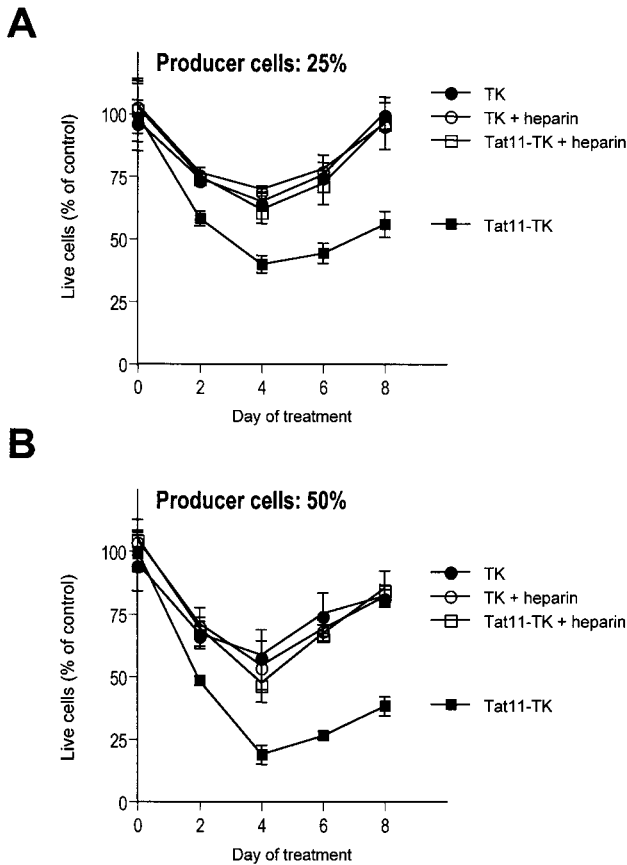 A
Producer cells: 25%
Live cells (% of control)
100
75
50
25
0
0 2 4 6 8
Day of treatment
TK
TK + heparin
Tat11-TK + heparin
Tat11-TK
B
Producer cells: 50%
Live cells (% of control)
100
75
50
25
0
0 2 4 6 8
Day of treatment
TK
TK + heparin
Tat11-TK + heparin
Tat11-TK